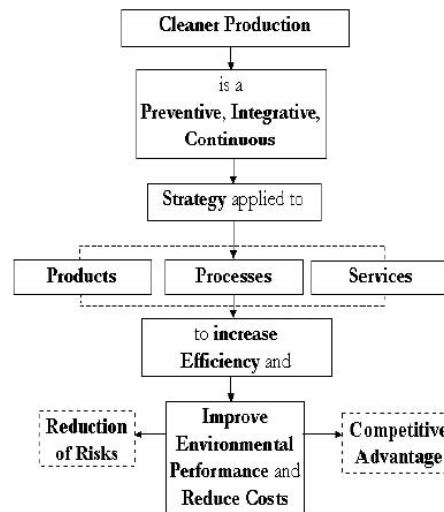 Cleaner Production
is a
Preventive, Integrative,
Continuous
Strategy applied to
Products
Processes
Services
to increase
Efficiency and
Reduction
of Risks
Improve
Environmental
Performance and
Reduce Costs
Competitive
Advantage